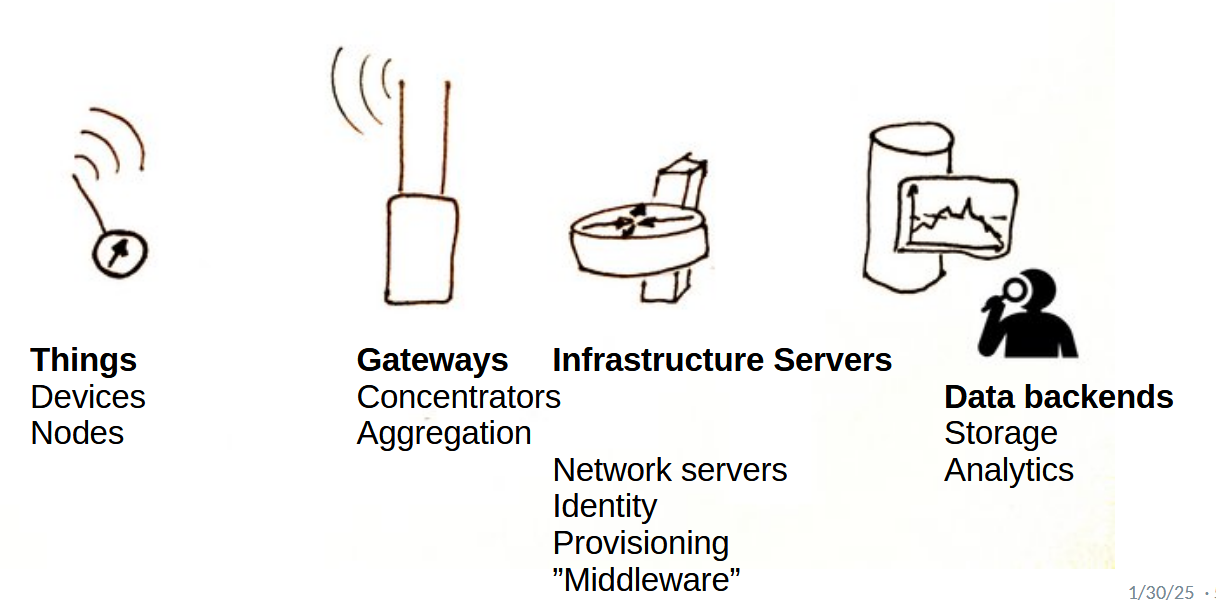 Things
Devices
Nodes
Gateways
Concentrators
Aggregation
Infrastructure Servers
Network servers
Identity
Provisioning
”Middleware”
Data backends
Storage
Analytics
1/30/25 ·